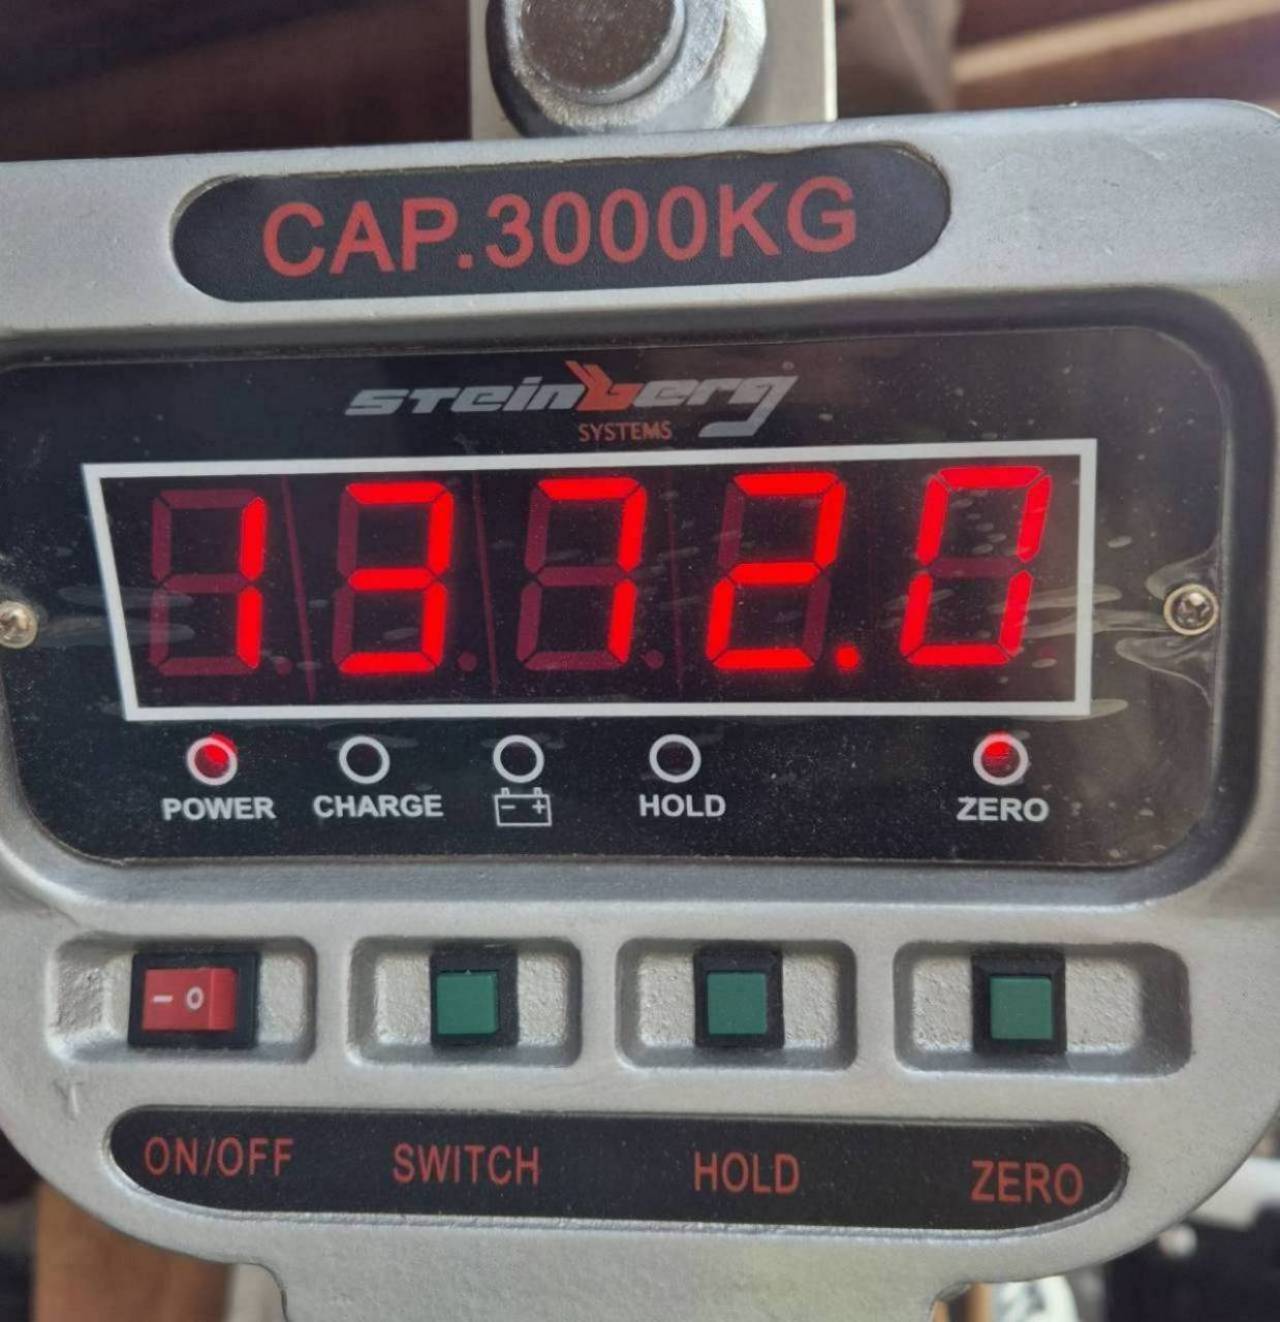 CAP.3000KG
steinberg®
SYSTEMS
1372.0
POWER CHARGE - + HOLD ZERO
- O
ON/OFF SWITCH HOLD ZERO